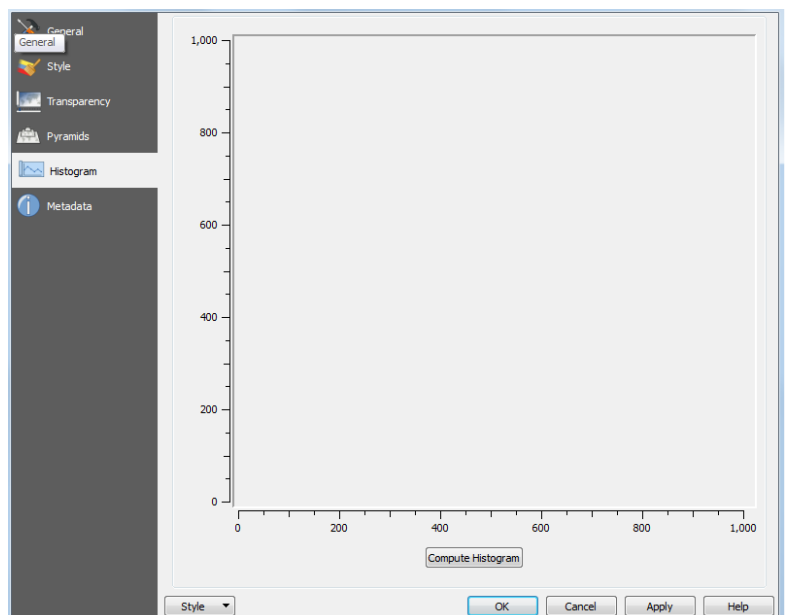 General
General
Style
Transparency
Pyramids
Histogram
Metadata
1,000
800
600
400
200
0
0 200 400 600 800 1,000
Compute Histogram
Style OK Cancel Apply Help